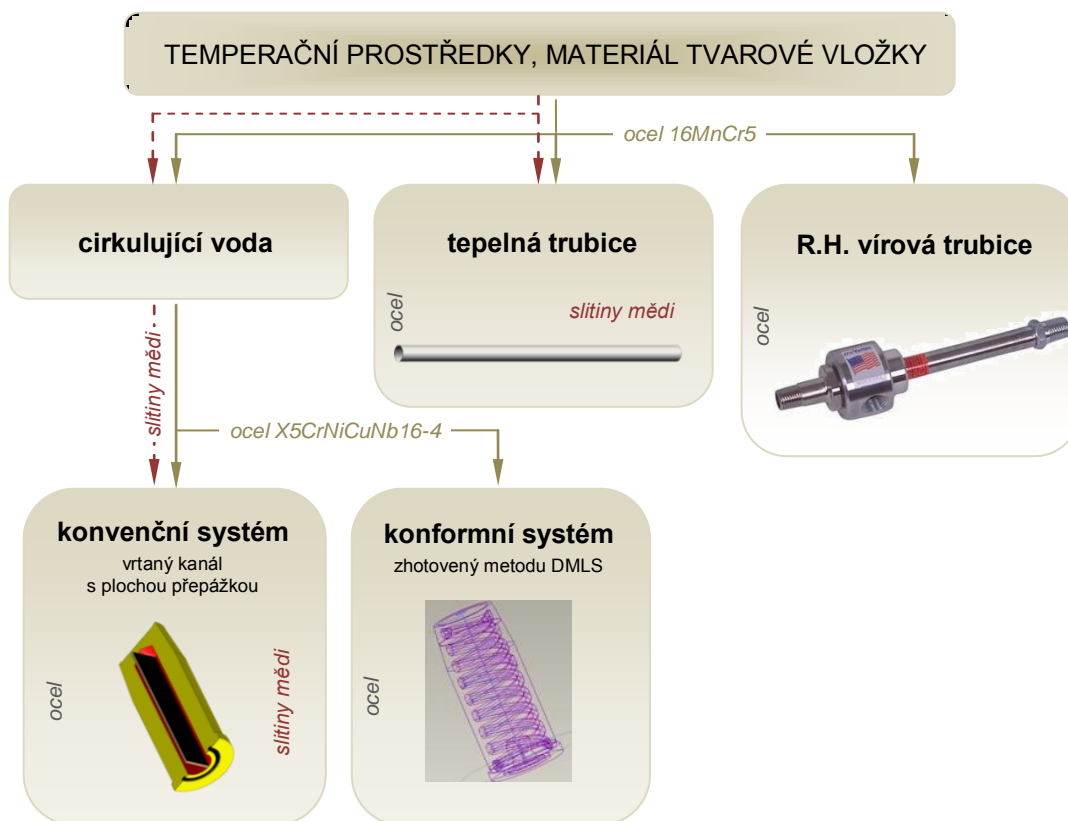 TEMPERAČNÍ PROSTŘEDKY, MATERIÁL TVAROVÉ VLOŽKY
ocel 16MnCr5
cirkulující voda
tepelná trubice
ocel
slitiny mědi
R.H. vírová trubice
ocel
slitiny mědi
ocel X5CrNiCuNb16-4
konvenční systém
vrtaný kanál
s plochou přepážkou
ocel
slitiny mědi
konformní systém
zhotovený metodu DMLS
ocel